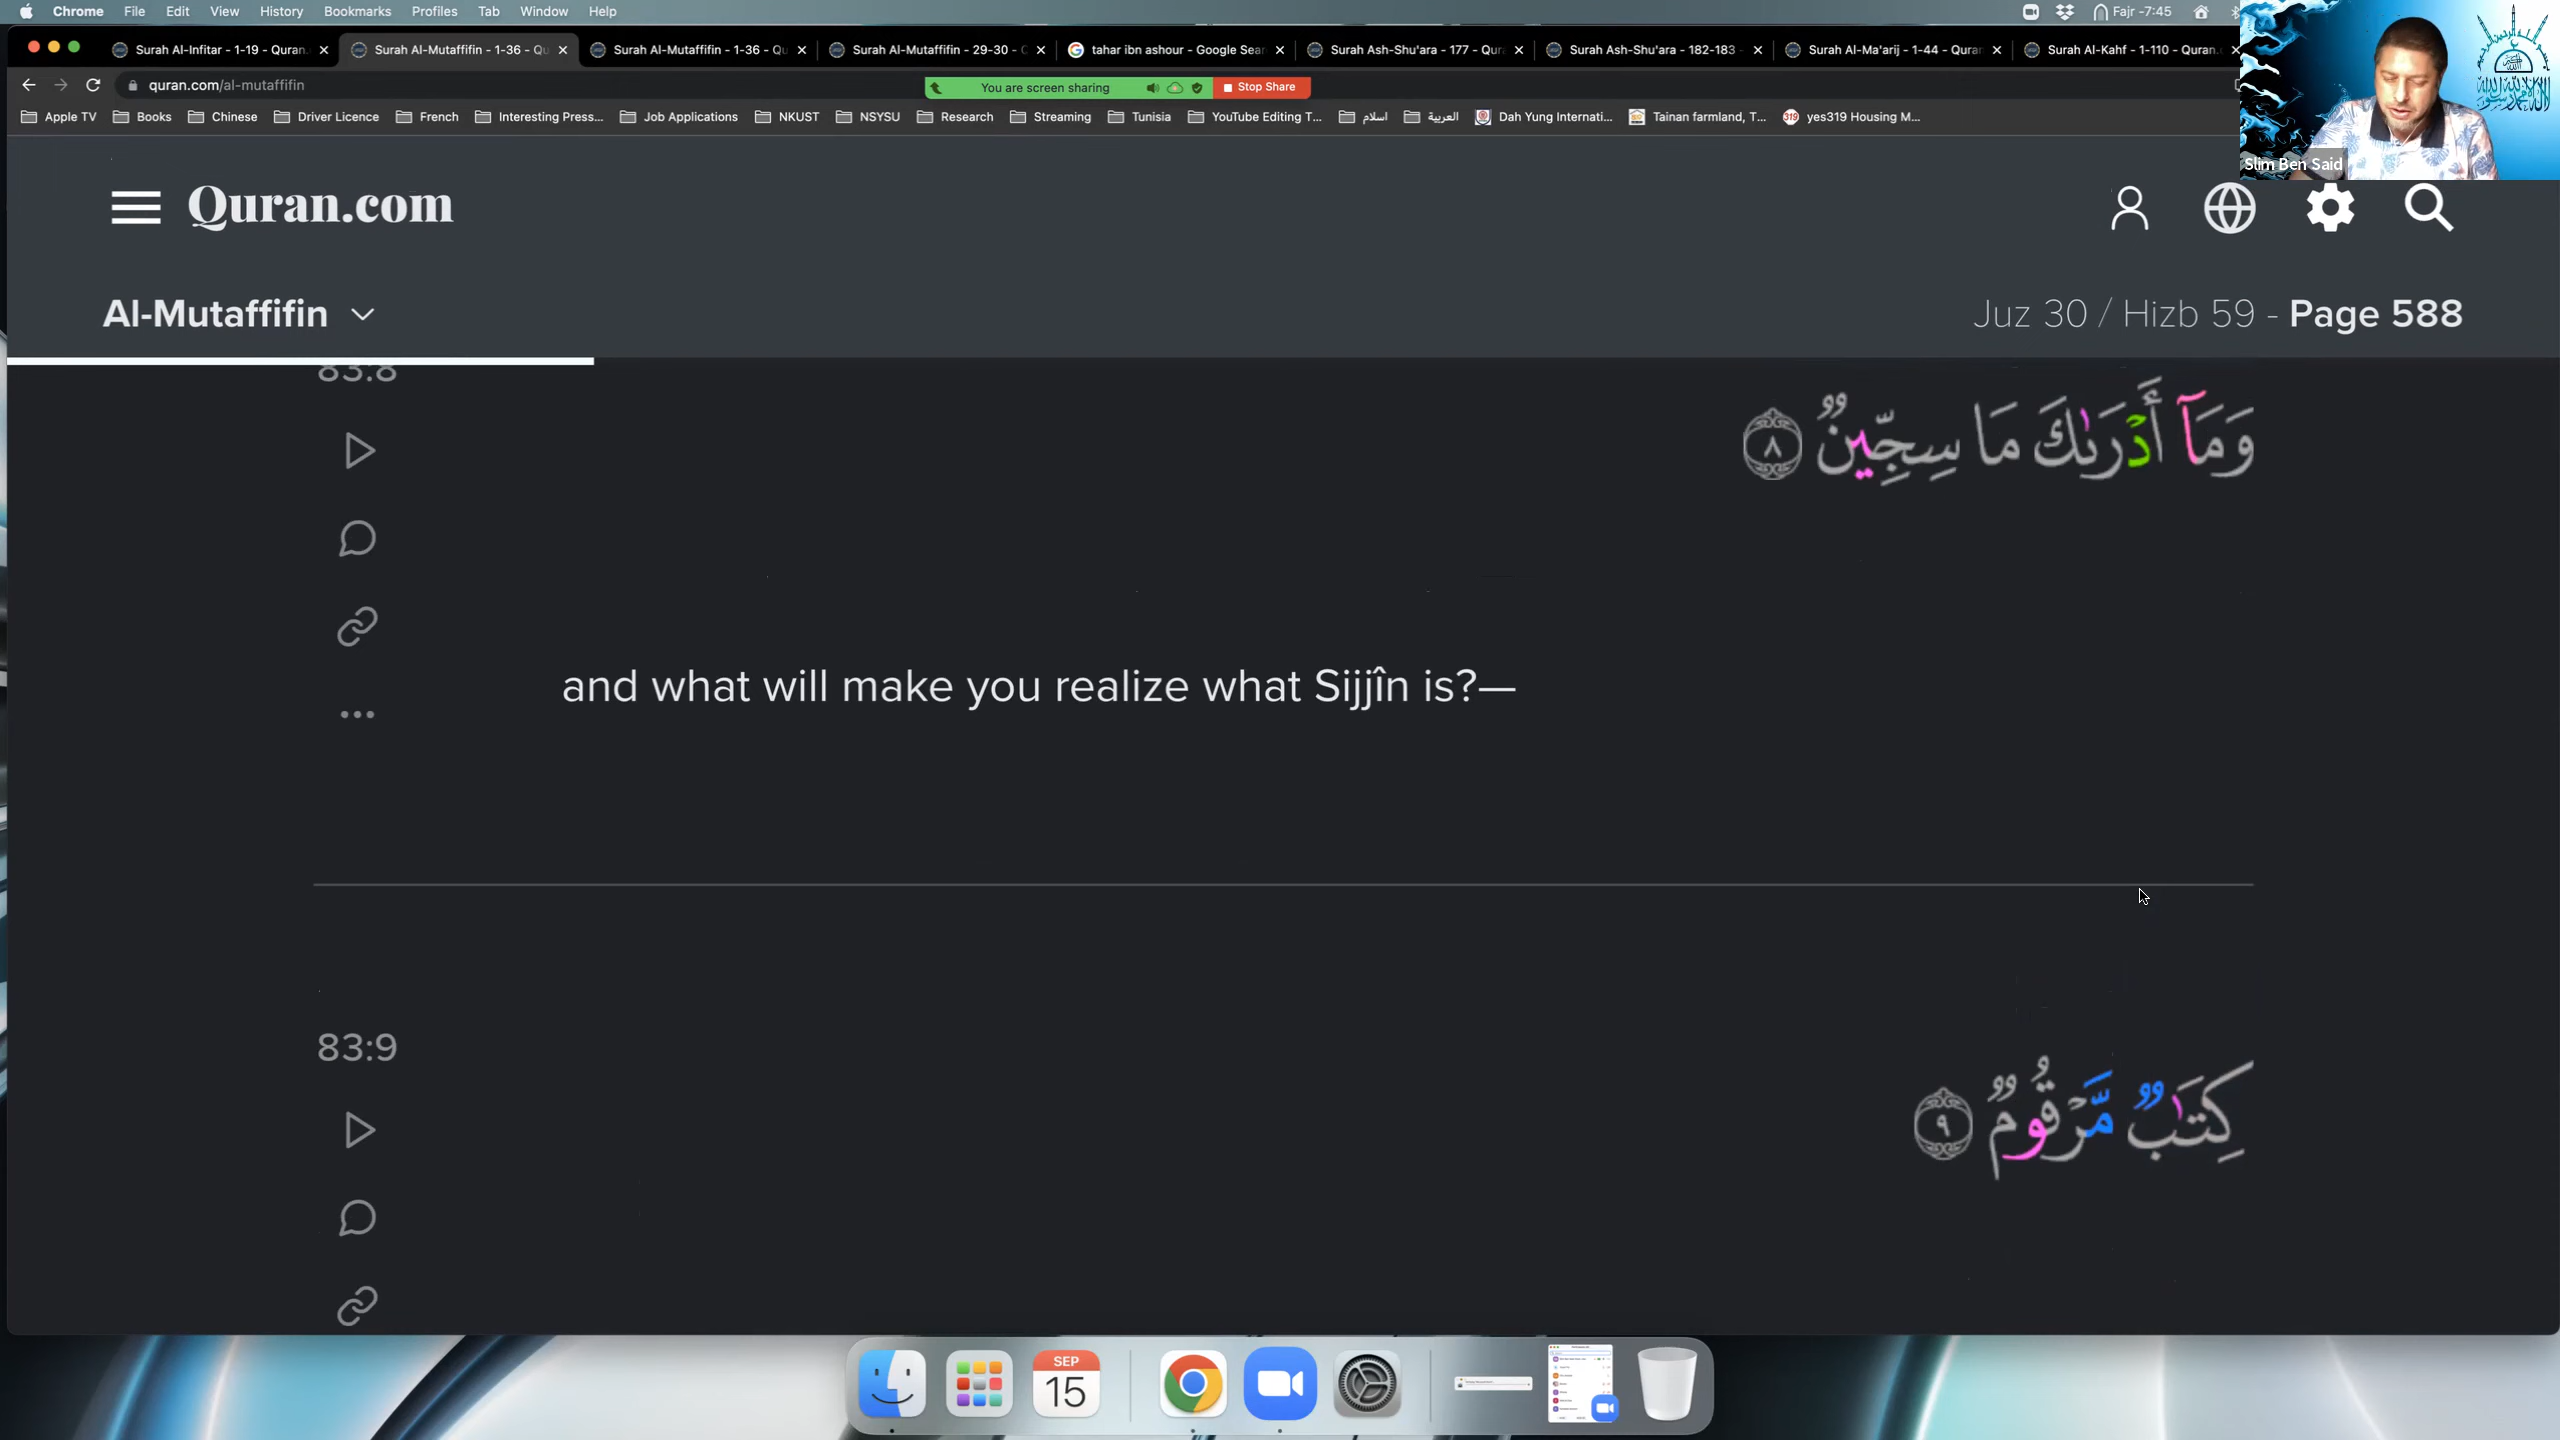 Chrome File Edit View History Bookmarks Profiles Tab Window Help
Fajr -7:45
Surah Al-Infitar - 1-19 - Quran.
Surah Al-Mutaffifin - 1-36 - Qu
Surah Al-Mutaffifin - 1-36 - Qu
Surah Al-Mutaffifin - 29-30 - 
tahar ibn ashour - Google Sear
Surah Ash-Shu'ara - 177 - Qur
Surah Ash-Shu'ara - 182-183 -
Surah Al-Ma'arij - 1-44 - Quran
Surah Al-Kahf - 1-110 - Quran.
quran.com/al-mutaffifin
You are screen sharing
Stop Share
Apple TV Books Chinese Driver Licence French Interesting Press... Job Applications NKUST NSYSU Research Streaming Tunisia YouTube Editing T... اسلام العربية Dah Yung Internati... Tainan farmland, T... yes319 Housing M...
Slim Ben Said
Quran.com
Al-Mutaffifin
Juz 30 / Hizb 59 - Page 588
83:8
وَمَآ أَدْرَىٰكَ مَا سِجِّينٌ ٨
and what will make you realize what Sijjîn is?—
83:9
كِتَـٰبٌ مَّرْقُومٌ ٩
SEP
15